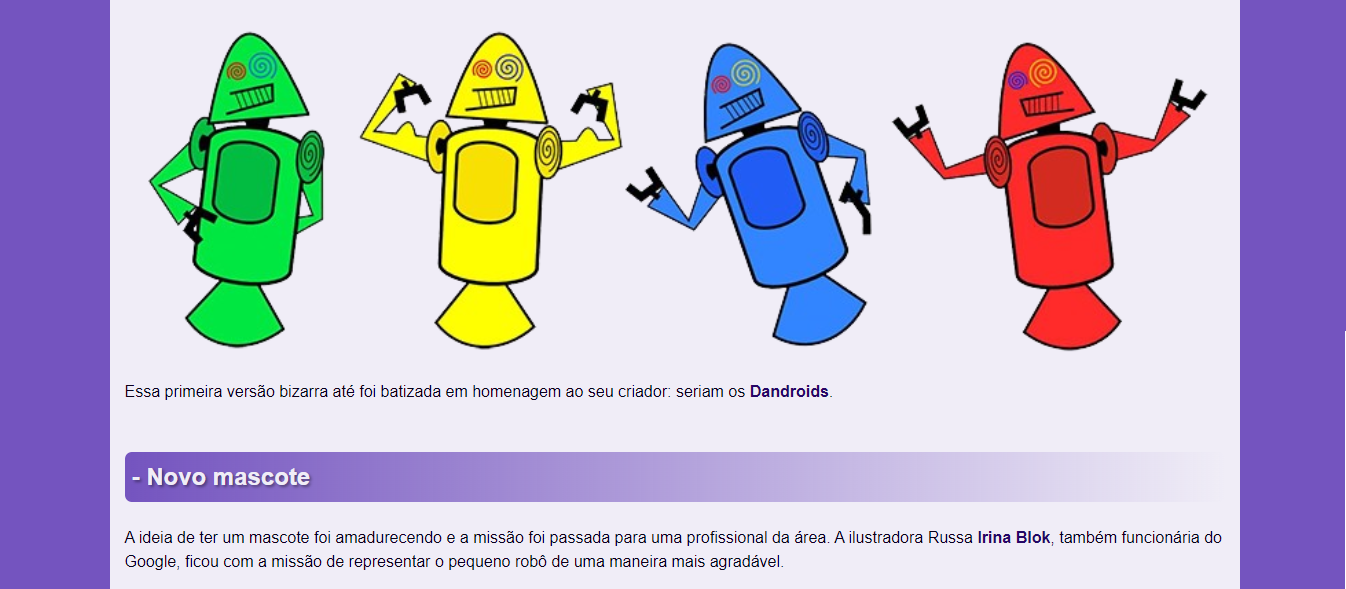 Essa primeira versão bizarra até foi batizada em homenagem ao seu criador: seriam os Dandroids.
- Novo mascote
A ideia de ter um mascote foi amadurecendo e a missão foi passada para uma profissional da área. A ilustradora Russa Irina Blok, também funcionária do
Google, ficou com a missão de representar o pequeno robô de uma maneira mais agradável.